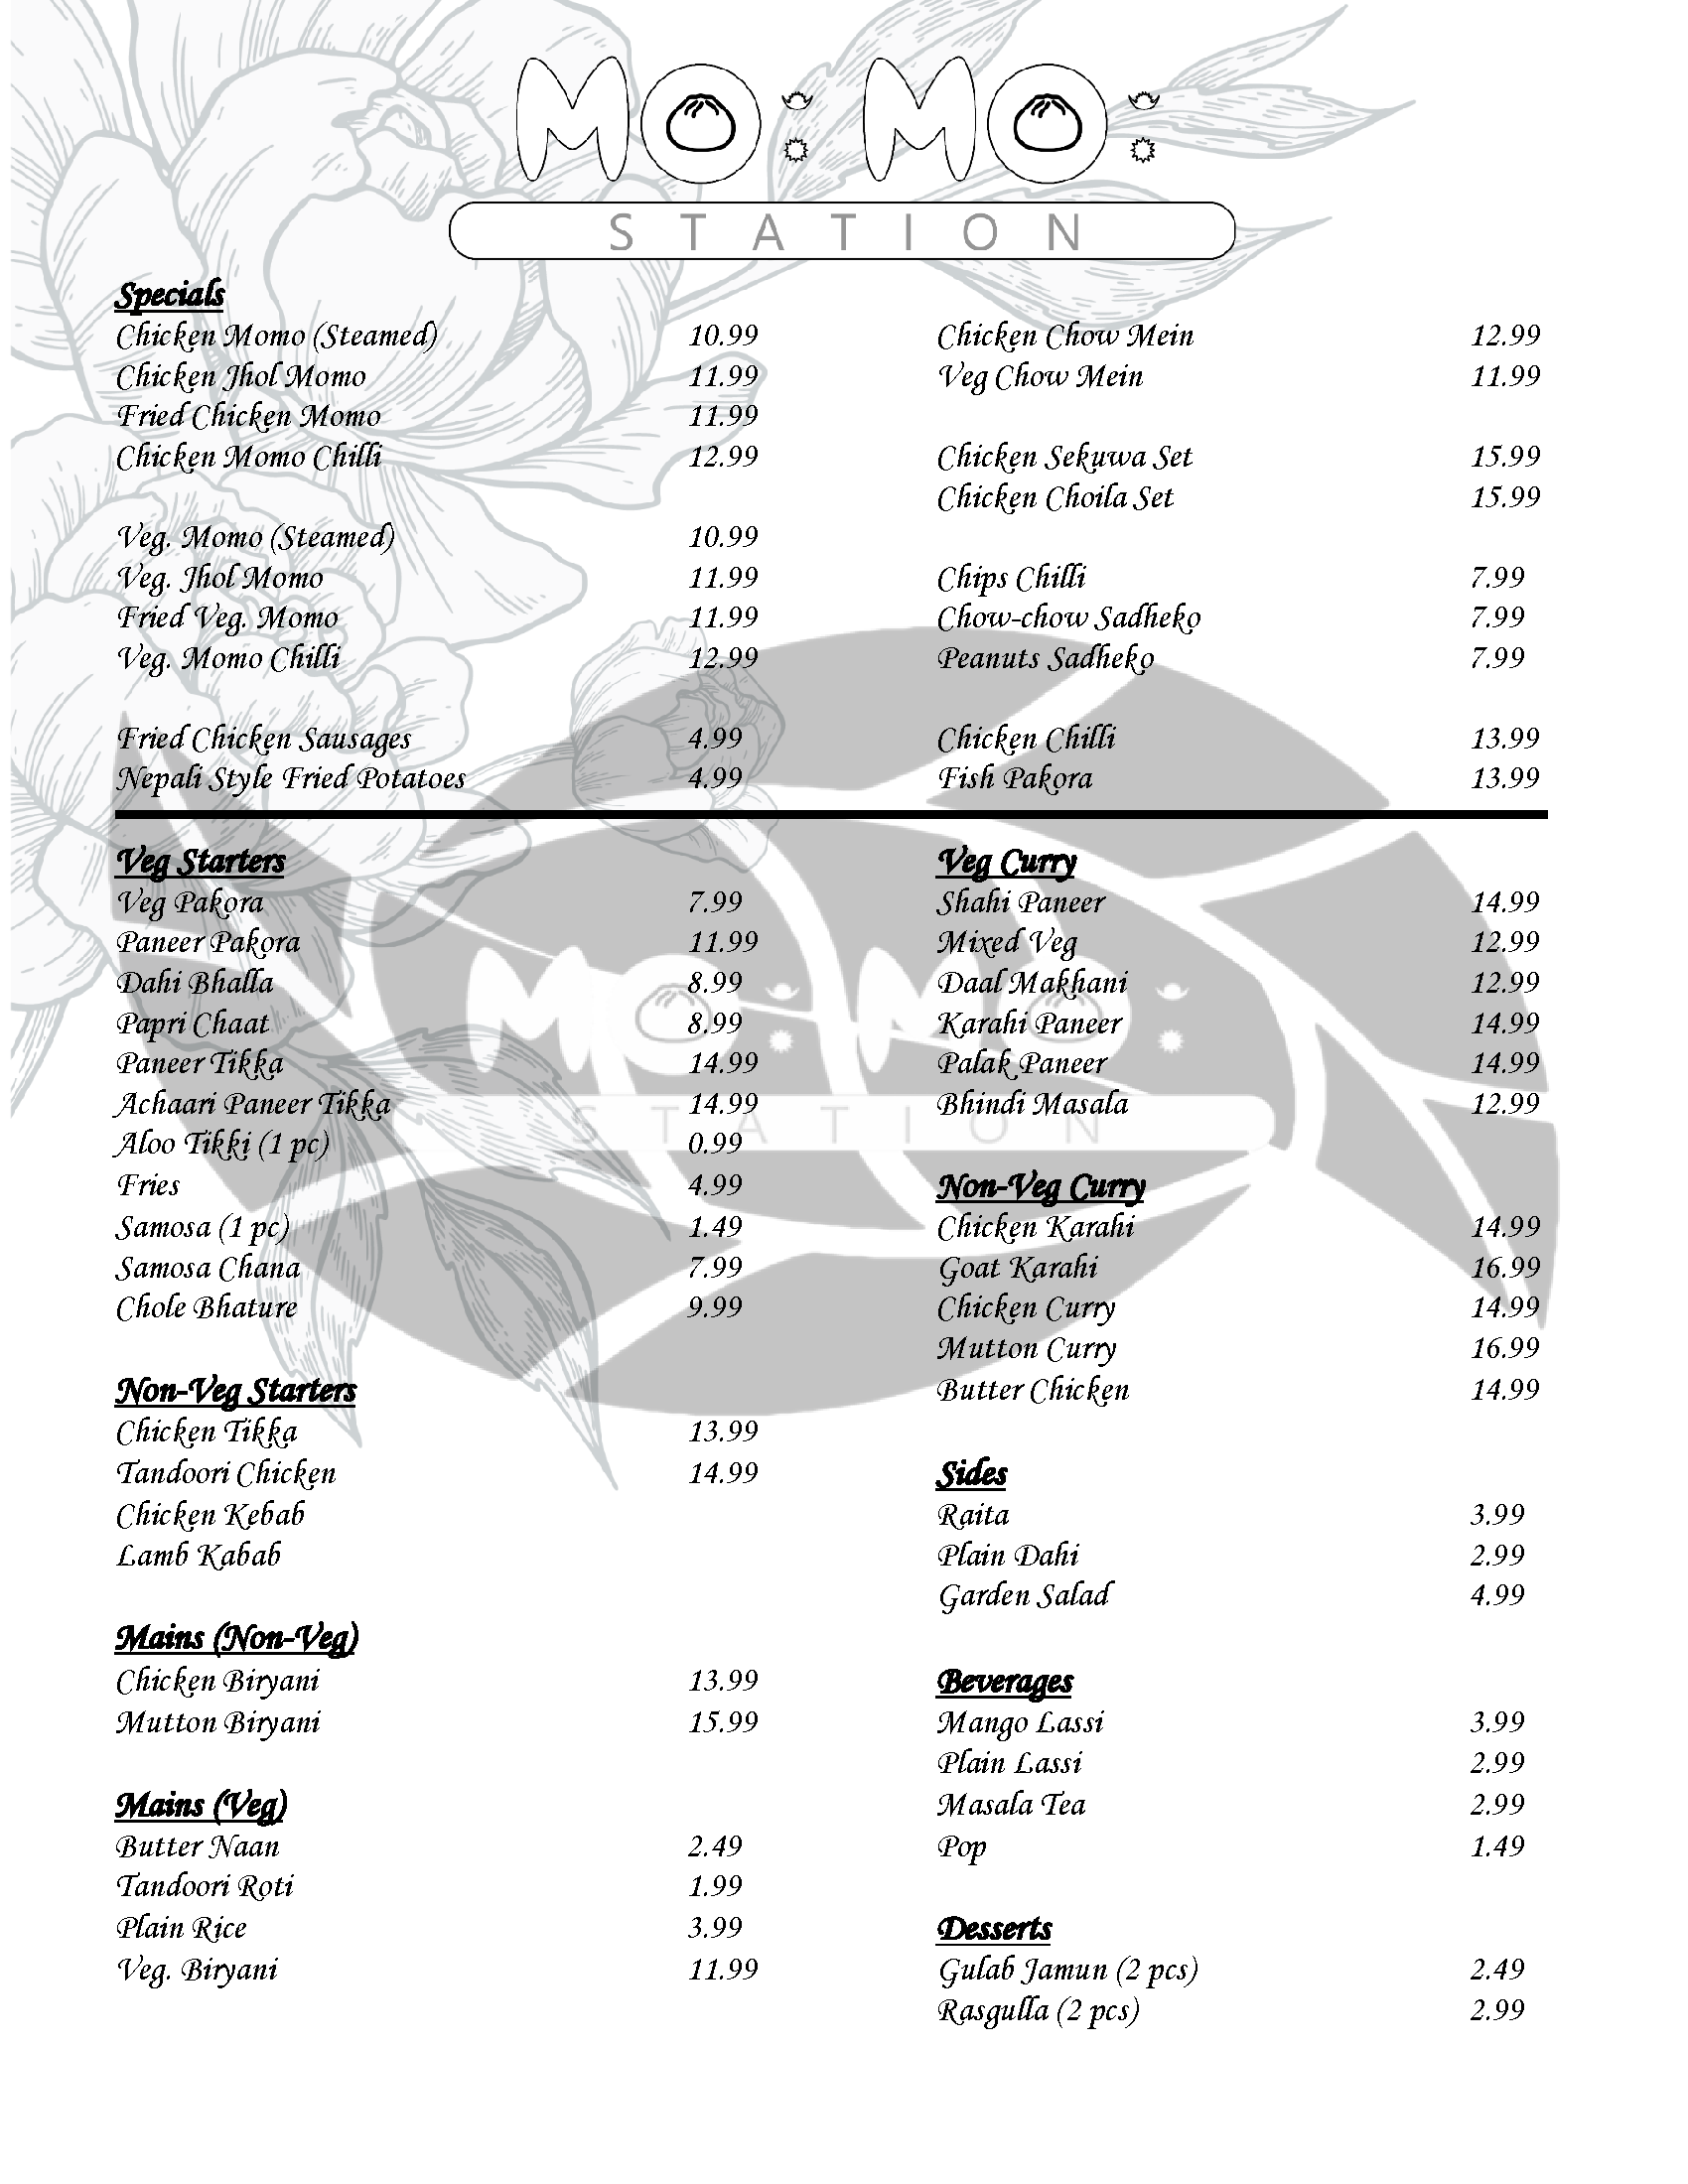 MO:MO:
STATION
Specials
Chicken Momo (Steamed) 10.99
Chicken Jhol Momo 11.99
Fried Chicken Momo 11.99
Chicken Momo Chilli 12.99
Veg. Momo (Steamed) 10.99
Veg. Jhol Momo 11.99
Fried Veg. Momo 11.99
Veg. Momo Chilli 12.99
Fried Chicken Sausages 4.99
Nepali Style Fried Potatoes 4.99
Chicken Chow Mein 12.99
Veg Chow Mein 11.99
Chicken Sekuwa Set 15.99
Chicken Choila Set 15.99
Chips Chilli 7.99
Chow-chow Sadheko 7.99
Peanuts Sadheko 7.99
Chicken Chilli 13.99
Fish Pakora 13.99
Veg Starters
Veg Pakora 7.99
Paneer Pakora 11.99
Dahi Bhalla 8.99
Papri Chaat 8.99
Paneer Tikka 14.99
Achaari Paneer Tikka 14.99
Aloo Tikki (1 pc) 0.99
Fries 4.99
Samosa (1 pc) 1.49
Samosa Chana 7.99
Chole Bhature 9.99
Non-Veg Starters
Chicken Tikka 13.99
Tandoori Chicken 14.99
Chicken Kebab
Lamb Kabab
Mains (Non-Veg)
Chicken Biryani 13.99
Mutton Biryani 15.99
Mains (Veg)
Butter Naan 2.49
Tandoori Roti 1.99
Plain Rice 3.99
Veg. Biryani 11.99
Veg Curry
Shahi Paneer 14.99
Mixed Veg 12.99
Daal Makhani 12.99
Karahi Paneer 14.99
Palak Paneer 14.99
Bhindi Masala 12.99
Non-Veg Curry
Chicken Karahi 14.99
Goat Karahi 16.99
Chicken Curry 14.99
Mutton Curry 16.99
Butter Chicken 14.99
Sides
Raita 3.99
Plain Dahi 2.99
Garden Salad 4.99
Beverages
Mango Lassi 3.99
Plain Lassi 2.99
Masala Tea 2.99
Pop 1.49
Desserts
Gulab Jamun (2 pcs) 2.49
Rasgulla (2 pcs) 2.99
MO:MO:
STATION